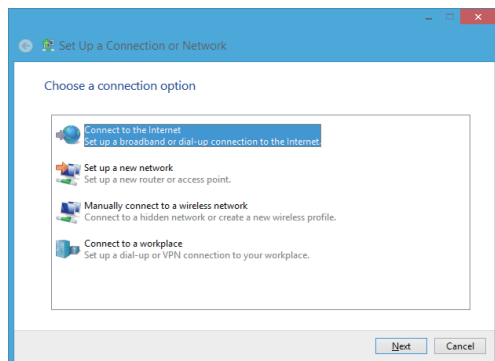 Set Up a Connection or Network
Choose a connection option
Connect to the Internet
Set up a broadband or dial-up connection to the Internet.
Set up a new network
Set up a new router or access point.
Manually connect to a wireless network
Connect to a hidden network or create a new wireless profile.
Connect to a workplace
Set up a dial-up or VPN connection to your workplace.
Next Cancel